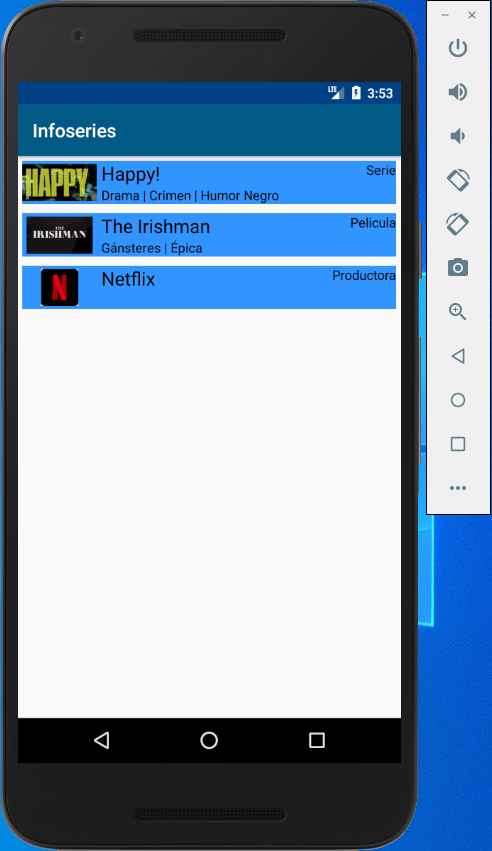 LTE 3:53
Infoseries
HAPPY Happy! Serie
Drama | Crimen | Humor Negro
THE
IRISHMAN The Irishman Pelicula
Gánsteres | Épica
N Netflix Productora